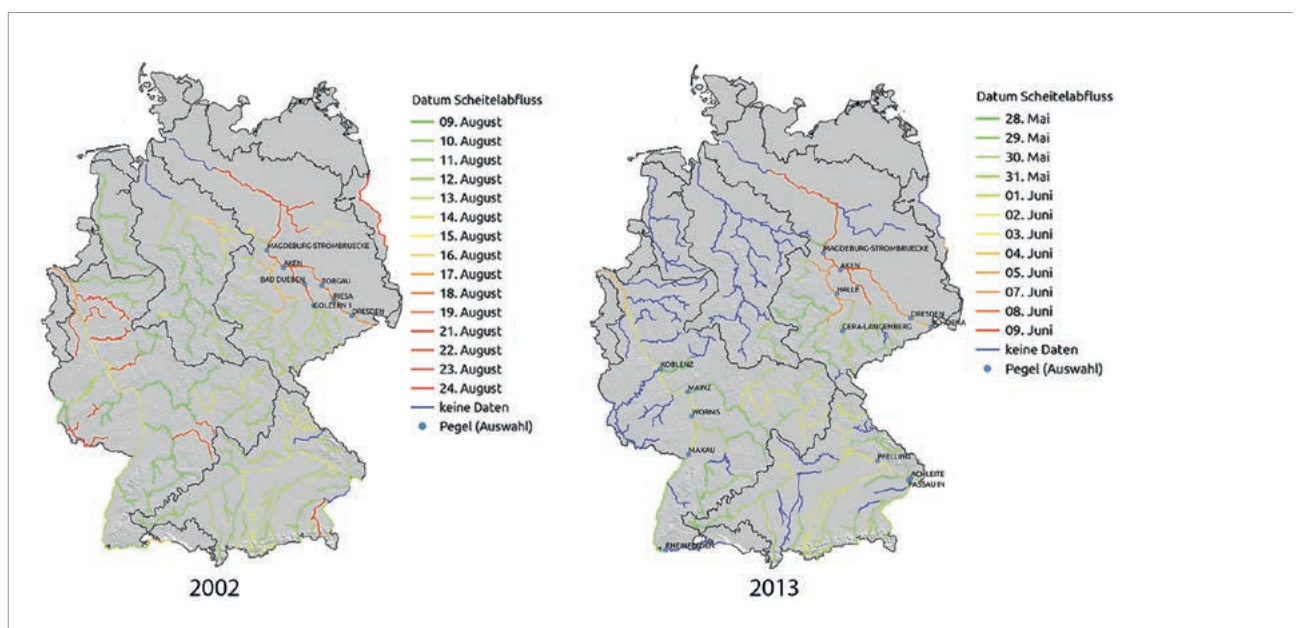 Datum Scheitelabfluss
09. August
10. August
11. August
12. August
13. August
14. August
15. August
16. August
17. August
18. August
19. August
21. August
22. August
23. August
24. August
keine Daten
Pegel (Auswahl)
MAGDEBURG-STROMBRUECKE
AKEN
BAD DUEBEN
TORGAU
RIESA
GOLZERN 1
DRESDEN
2002
Datum Scheitelabfluss
28. Mai
29. Mai
30. Mai
31. Mai
01. Juni
02. Juni
03. Juni
04. Juni
05. Juni
07. Juni
08. Juni
09. Juni
keine Daten
Pegel (Auswahl)
MAGDEBURG-STROMBRUECKE
AKEN
HALLE
DRESDEN
GERA-LANGENBERG
KOBLENZ
MAINZ
WORMS
MAXAU
PFELLING
ACHLEITE
PASSAU IN
RHEINFELDEN
2013